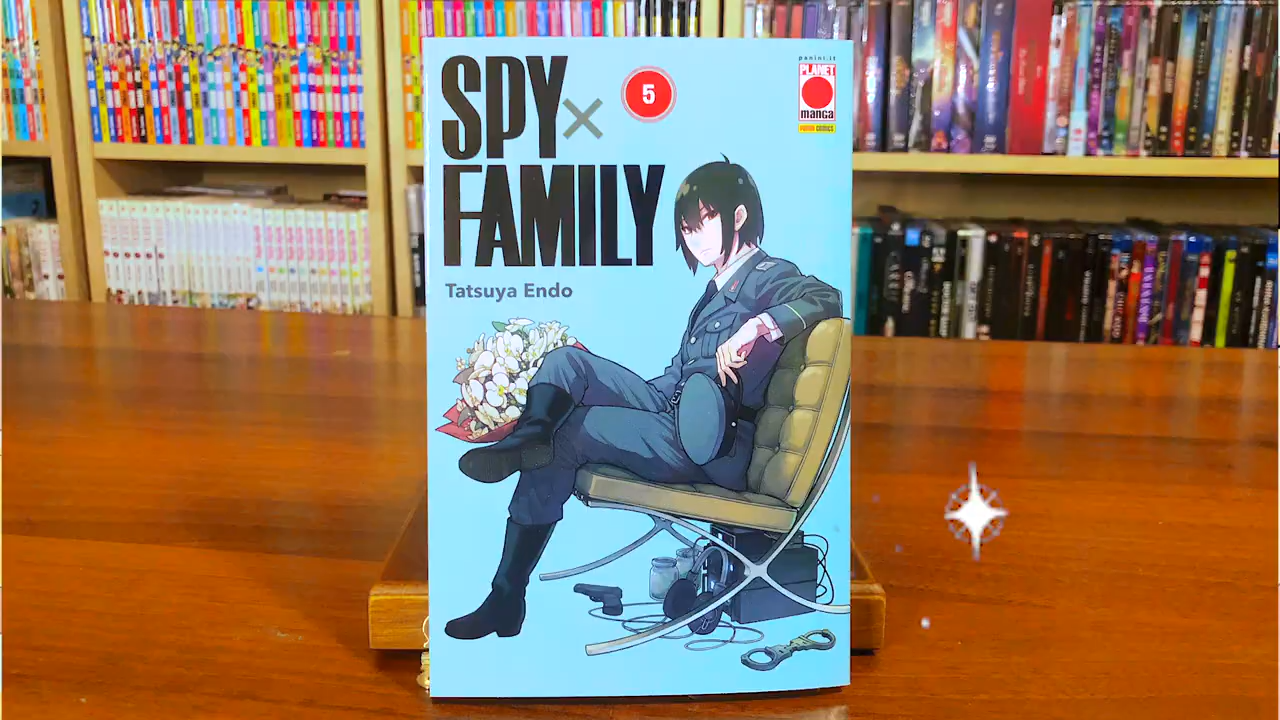 SPY×
5
FAMILY
Tatsuya Endo
panini.it
PLANET
manga
PANINI COMICS